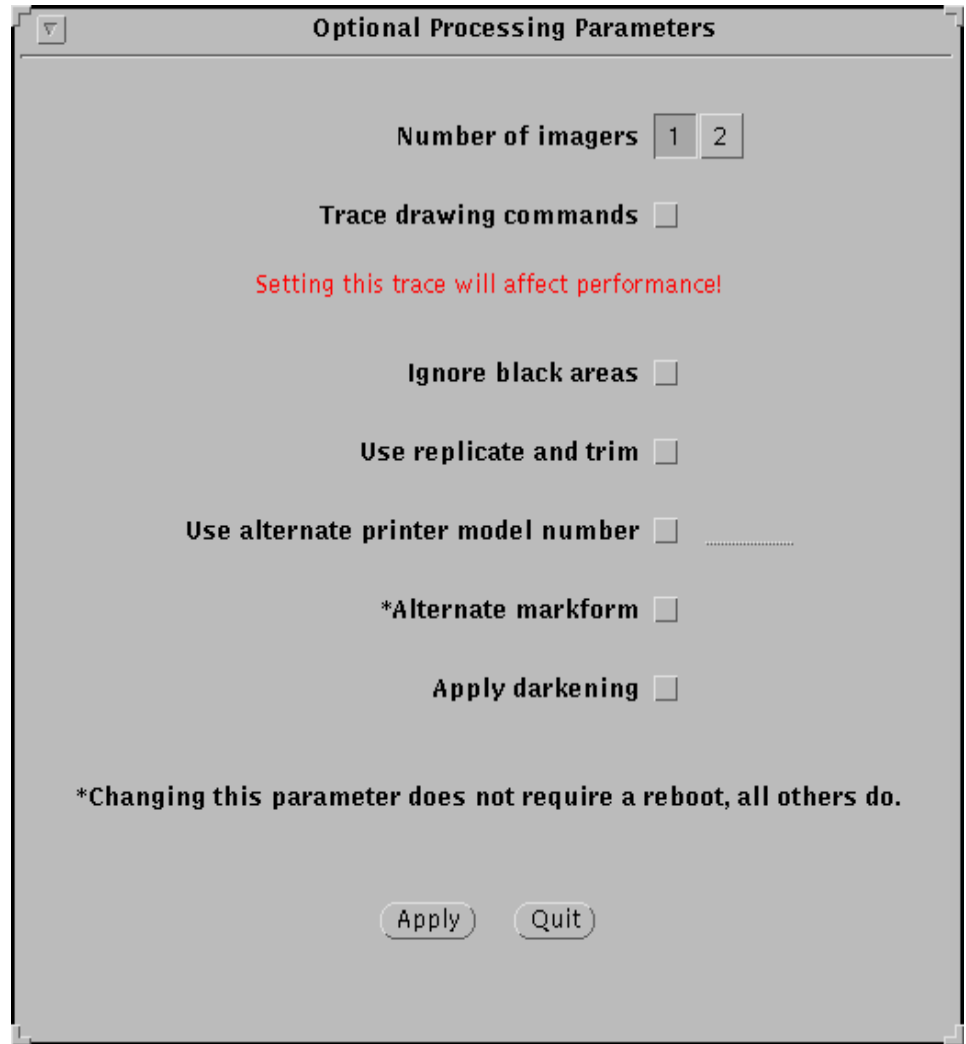 Optional Processing Parameters
Number of imagers 1 2
Trace drawing commands
Setting this trace will affect performance!
Ignore black areas
Use replicate and trim
Use alternate printer model number
*Alternate markform
Apply darkening
*Changing this parameter does not require a reboot, all others do.
Apply Quit